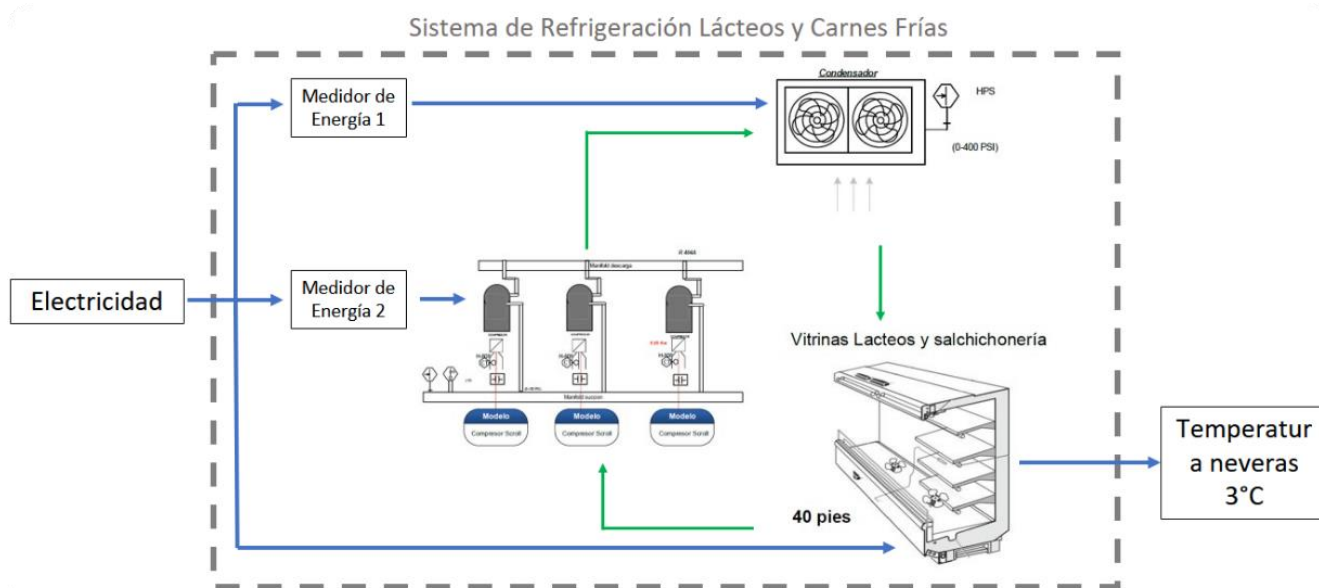 Sistema de Refrigeración Lácteos y Carnes Frías
Medidor de
Energía 1
Condensador
HPS
(0-400 PSI)
Electricidad
Medidor de
Energía 2
Manifold descarga
Manifold succion
Modelo
Compresor Scroll
Modelo
Compresor Scroll
Modelo
Compresor Scroll
Vitrinas Lacteos y salchichonería
40 pies
Temperatur
a neveras
3°C